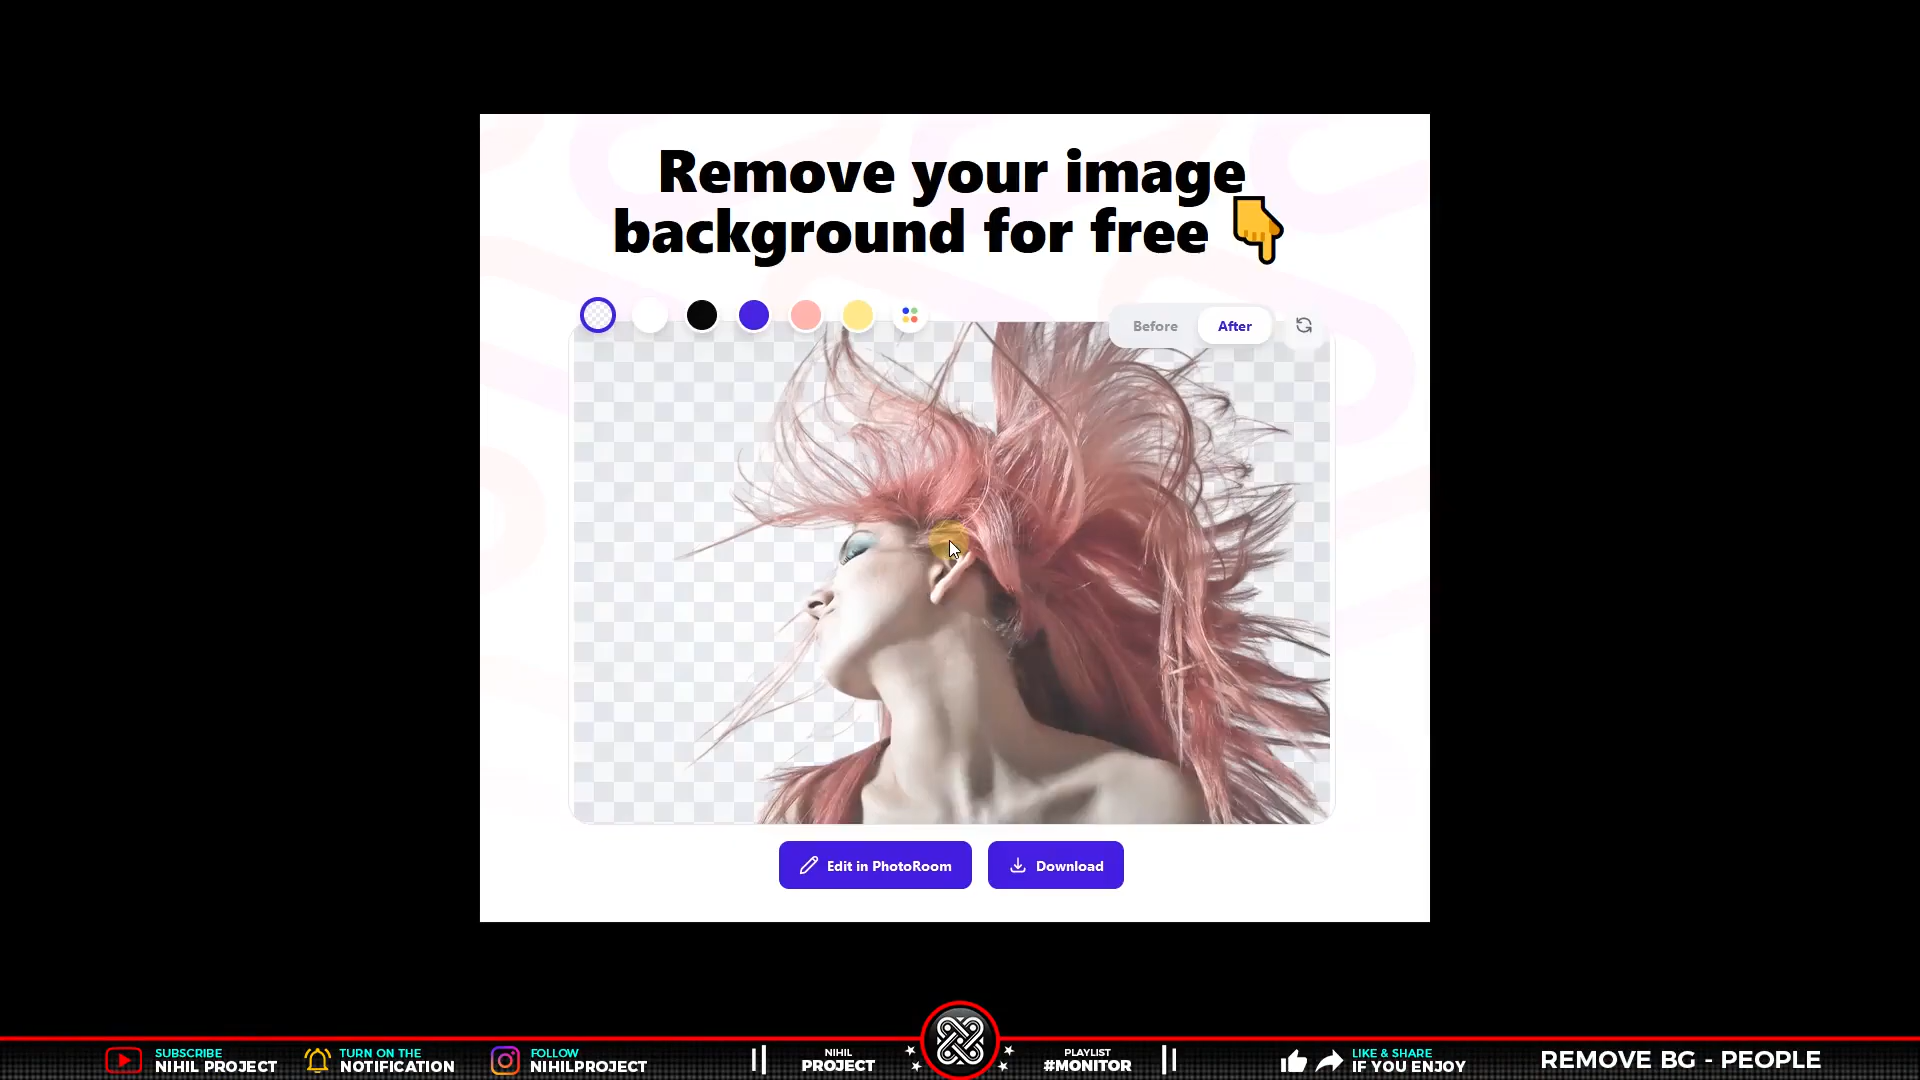 Remove your image
background for free
Before
After
Edit in PhotoRoom
Download
SUBSCRIBE
NIHIL PROJECT
TURN ON THE
NOTIFICATION
FOLLOW
NIHILPROJECT
NIHIL
PROJECT
PLAYLIST
#MONITOR
LIKE & SHARE
IF YOU ENJOY
REMOVE BG - PEOPLE